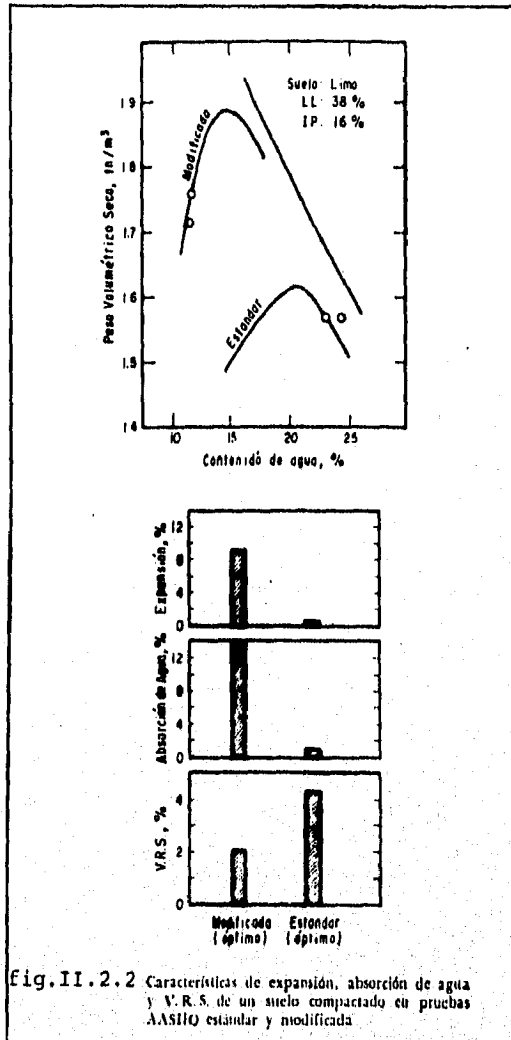 Suelo: Limo
LL: 38 %
IP: 16 %
Modificado
Estandar
Peso Volumétrico Seco, tn/m³
1.9
1.8
1.7
1.6
1.5
1.4
10 15 20 25
Contenido de agua, %
Expansión, %
12
8
4
0
Absorción de Agua, %
12
8
4
0
V.R.S., %
4
2
0
Modificada Estándar
(óptimo) (óptimo)
fig.II.2.2 Características de expansión, absorción de agua
y V.R.S. de un suelo compactado en pruebas
AASHO estándar y modificada